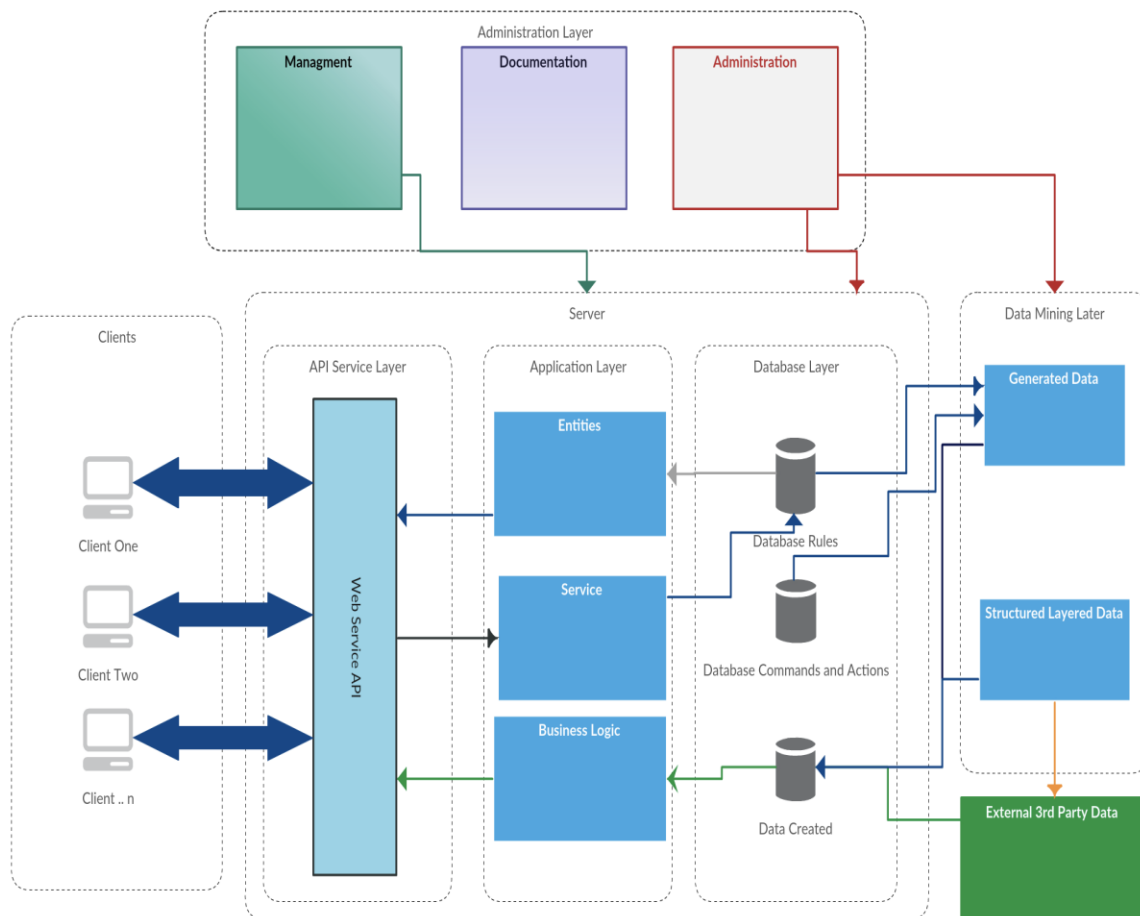 Administration Layer
Managment
Documentation
Administration
Server
Data Mining Later
Clients
API Service Layer
Application Layer
Database Layer
Generated Data
Entities
Client One
Database Rules
Web Service API
Service
Structured Layered Data
Client Two
Database Commands and Actions
Business Logic
Client .. n
Data Created
External 3rd Party Data